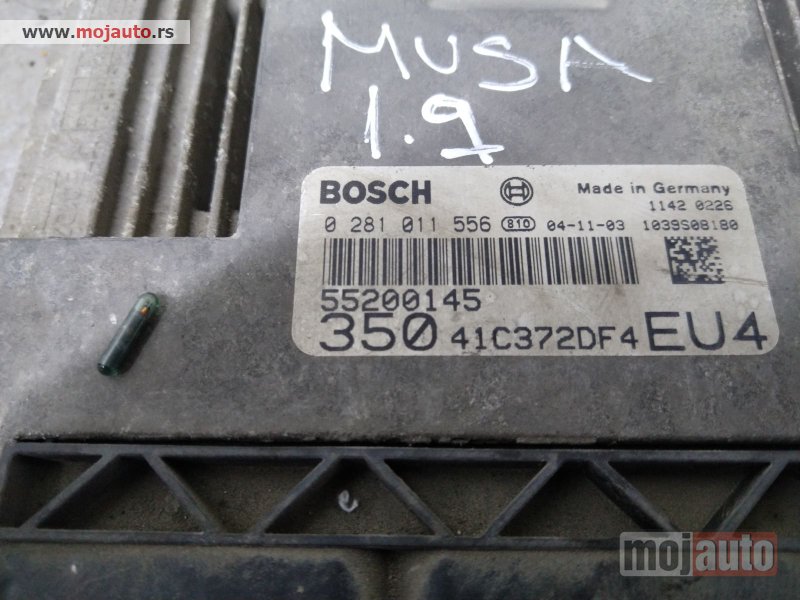 www.mojauto.rs
MUSA
1.9
BOSCH
Made in Germany
1142 0226
0 281 011 556 810 04-11-03 1039S08180
55200145
350 41C372DF4 EU4
mojauto